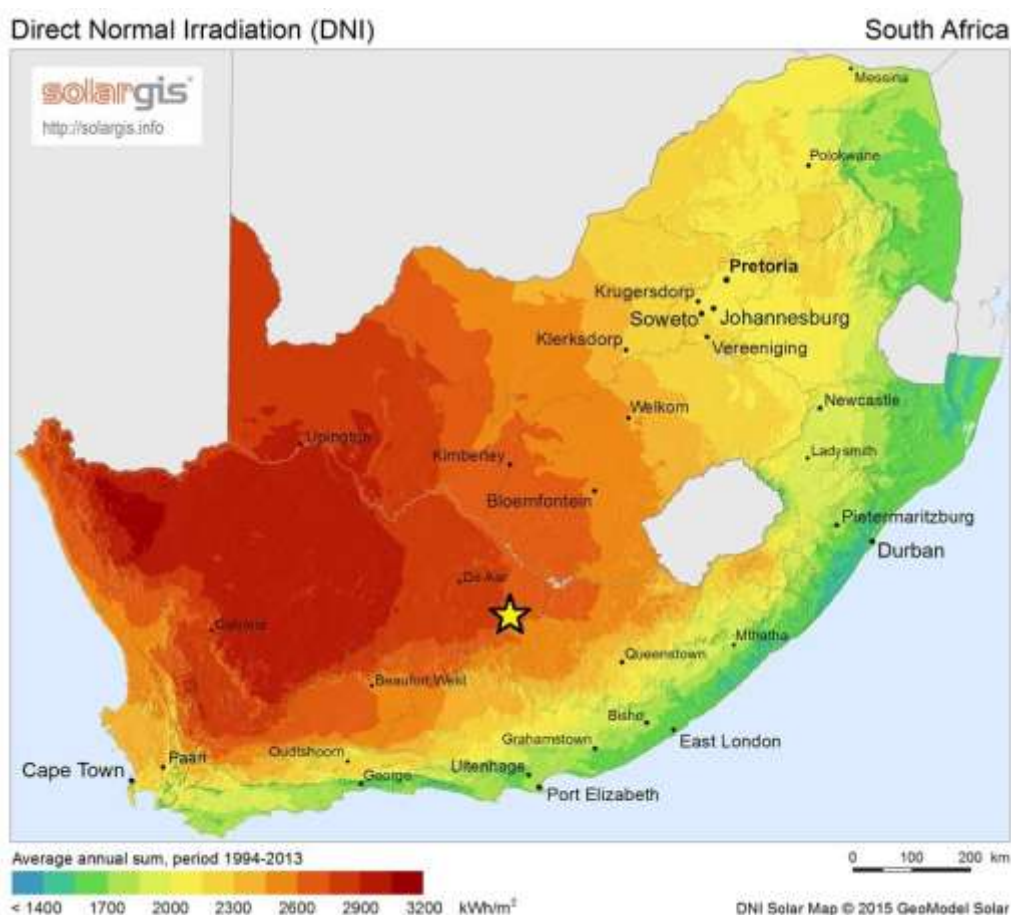 Direct Normal Irradiation (DNI)
South Africa
solargis
http://solargis.info
Messina
Polokwane
Pretoria
Krugersdorp
Soweto
Johannesburg
Klerksdorp
Vereeniging
Welkom
Newcastle
Upington
Kimberley
Ladysmith
Bloemfontein
Pietermaritzburg
Durban
De Aar
Calvinia
Mthatha
Queenstown
Beaufort West
Bisho
Grahamstown
East London
Oudtshoorn
Paarl
Cape Town
George
Uitenhage
Port Elizabeth
Average annual sum, period 1994-2013
0 100 200 km
< 1400 1700 2000 2300 2600 2900 3200 kWh/m²
DNI Solar Map © 2015 GeoModel Solar